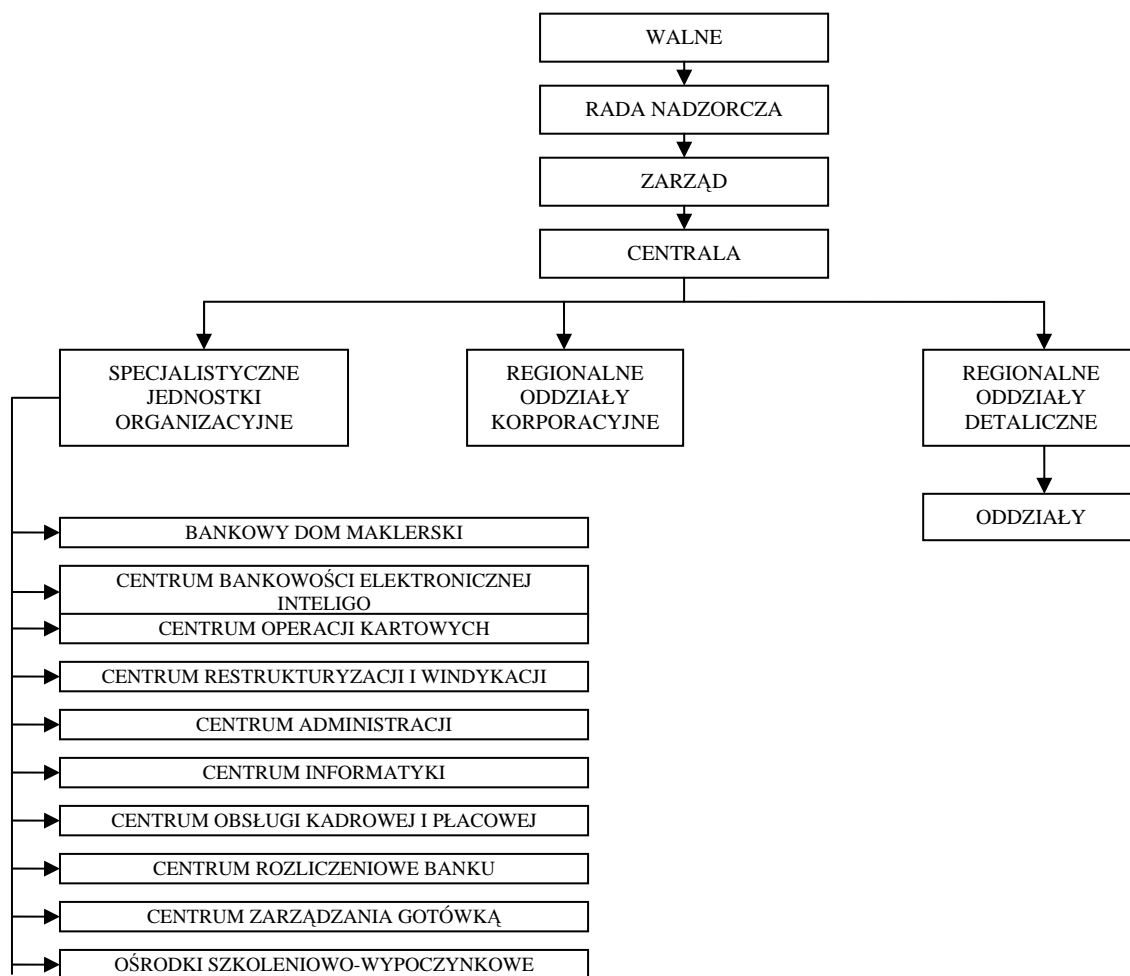 WALNE
RADA NADZORCZA
ZARZĄD
CENTRALA
SPECJALISTYCZNE
JEDNOSTKI
ORGANIZACYJNE
REGIONALNE
ODDZIAŁY
KORPORACYJNE
REGIONALNE
ODDZIAŁY
DETALICZNE
ODDZIAŁY
BANKOWY DOM MAKLERSKI
CENTRUM BANKOWOŚCI ELEKTRONICZNEJ
INTELIGO
CENTRUM OPERACJI KARTOWYCH
CENTRUM RESTRUKTURYZACJI I WINDYKACJI
CENTRUM ADMINISTRACJI
CENTRUM INFORMATYKI
CENTRUM OBSŁUGI KADROWEJ I PŁACOWEJ
CENTRUM ROZLICZENIOWE BANKU
CENTRUM ZARZĄDZANIA GOTÓWKĄ
OŚRODKI SZKOLENIOWO-WYPOCZYNKOWE